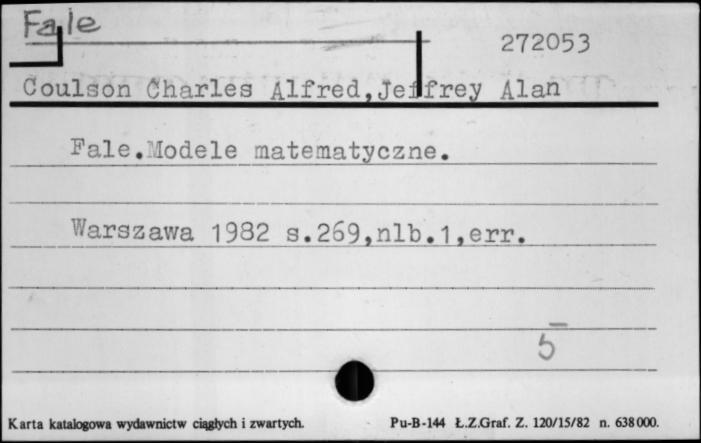 Fale
272053
Coulson Charles Alfred,Jeffrey Alan
Fale.Modele matematyczne.
Warszawa 1982 s.269,nlb.1,err.
5
Karta katalogowa wydawnictw ciągłych i zwartych. Pu-B-144 Ł.Z.Graf. Z. 120/15/82 n. 638000.